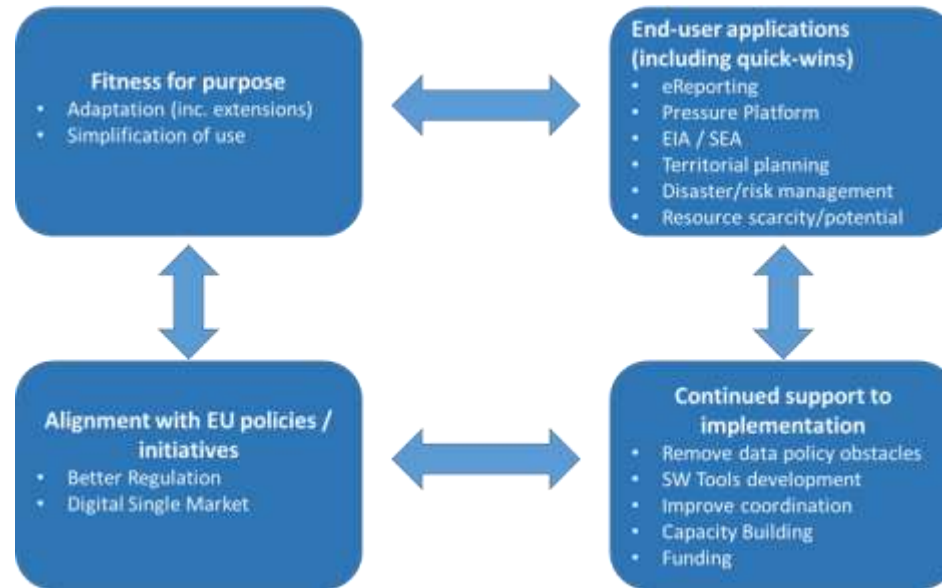 Fitness for purpose
• Adaptation (inc. extensions)
• Simplification of use
End-user applications
(including quick-wins)
• eReporting
• Pressure Platform
• EIA / SEA
• Territorial planning
• Disaster/risk management
• Resource scarcity/potential
Alignment with EU policies /
initiatives
• Better Regulation
• Digital Single Market
Continued support to
implementation
• Remove data policy obstacles
• SW Tools development
• Improve coordination
• Capacity Building
• Funding